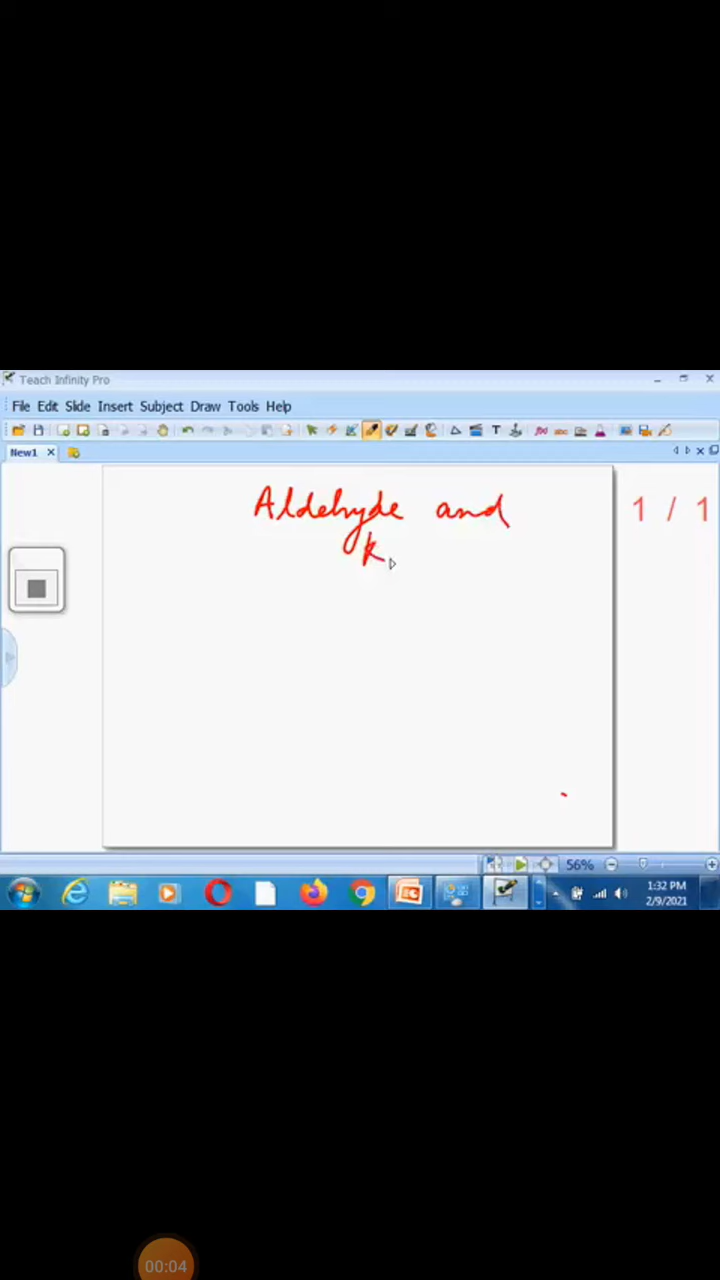 Teach Infinity Pro
File Edit Slide Insert Subject Draw Tools Help
New1
Aldehyde and
k
1 / 1
56%
1:32 PM
2/9/2021
00:04